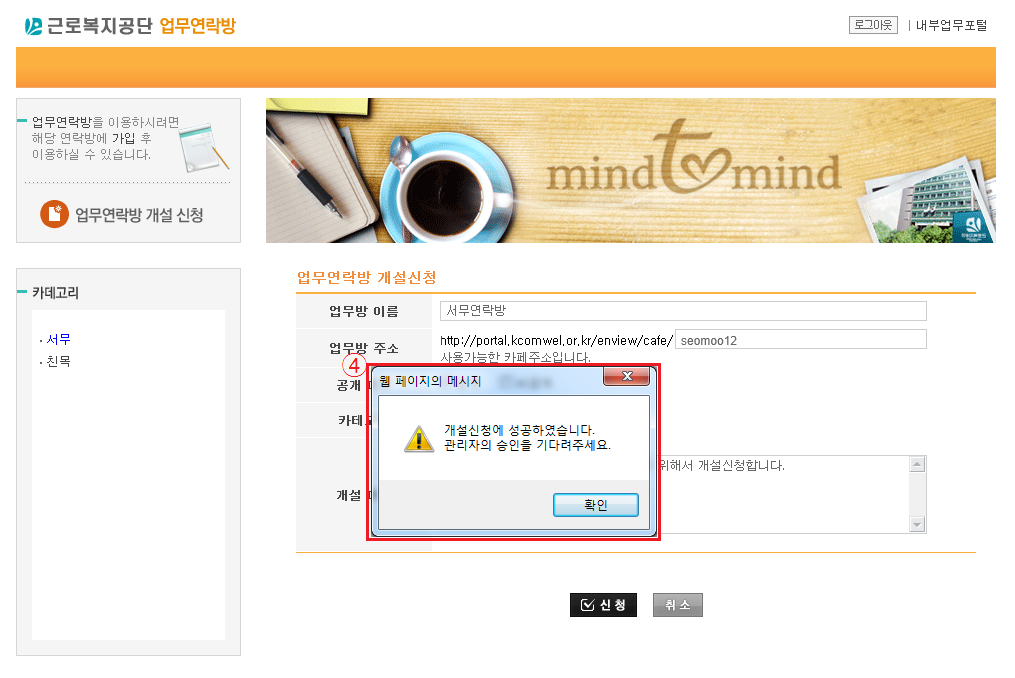 근로복지공단 업무연락방
로그아웃 | 내부업무포털
업무연락방을 이용하시려면
해당 연락방에 가입 후
이용하실 수 있습니다.
업무연락방 개설 신청
mind to mind
카데고리
· 서무
· 친목
업무연락방 개설신청
업무방 이름 서무연락방
업무방 주소 http://portal.kcomwel.or.kr/enview/cafe/ seomoo12
사용가능한 카페주소입니다.
공개
카테
개설
위해서 개설신청합니다.
④
웹 페이지의 메시지
개설신청에 성공하였습니다.
관리자의 승인을 기다려주세요.
확인
신청 취소